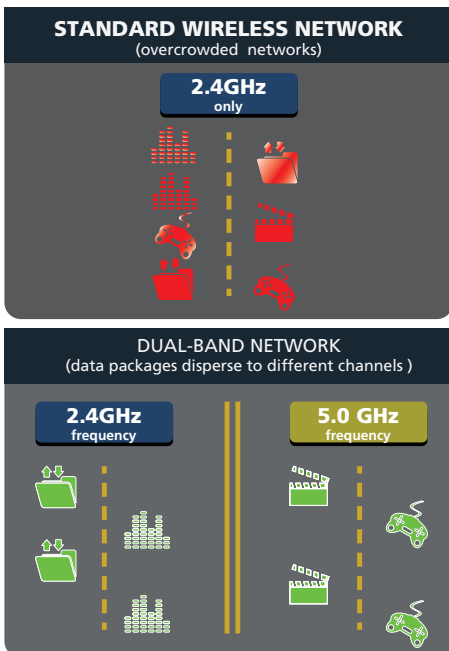 STANDARD WIRELESS NETWORK
(overcrowded networks)
2.4GHz
only
DUAL-BAND NETWORK
(data packages disperse to different channels )
2.4GHz
frequency
5.0 GHz
frequency